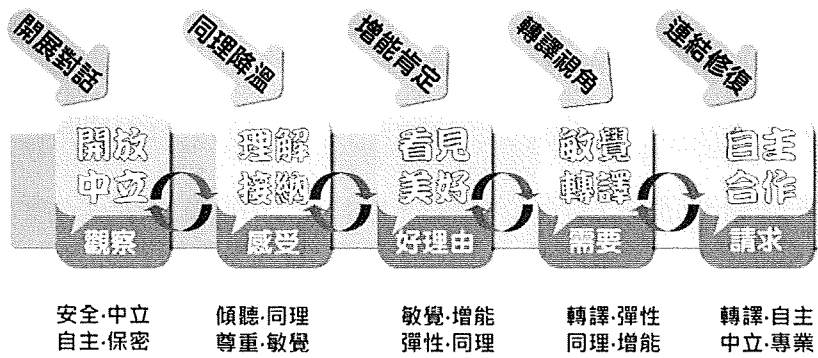 開展對話
同理降溫
增能肯定
轉譯視角
連結修復
開放
中立
觀察
理解
接納
感受
看見
美好
好理由
敏覺
轉譯
需要
自主
合作
請求
安全·中立
自主·保密
傾聽·同理
尊重·敏覺
敏覺·增能
彈性·同理
轉譯·彈性
同理·增能
轉譯·自主
中立·專業